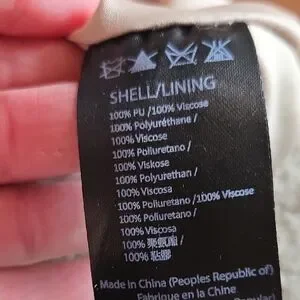 SHELL/LINING
100% PU /100% Viscose
100% Polyuréthane /
100% Viscose
100% Poliuretano /
100% Viskose
100% Polyurethan /
100% Viscosa
100% Poliuretano /100% Viscose
100% Poliuretano /
100% Viscosa
100% 聚氨酯 /
100% 粘膠
Made in China (Peoples Republic of)
Fabriqué en la Chine